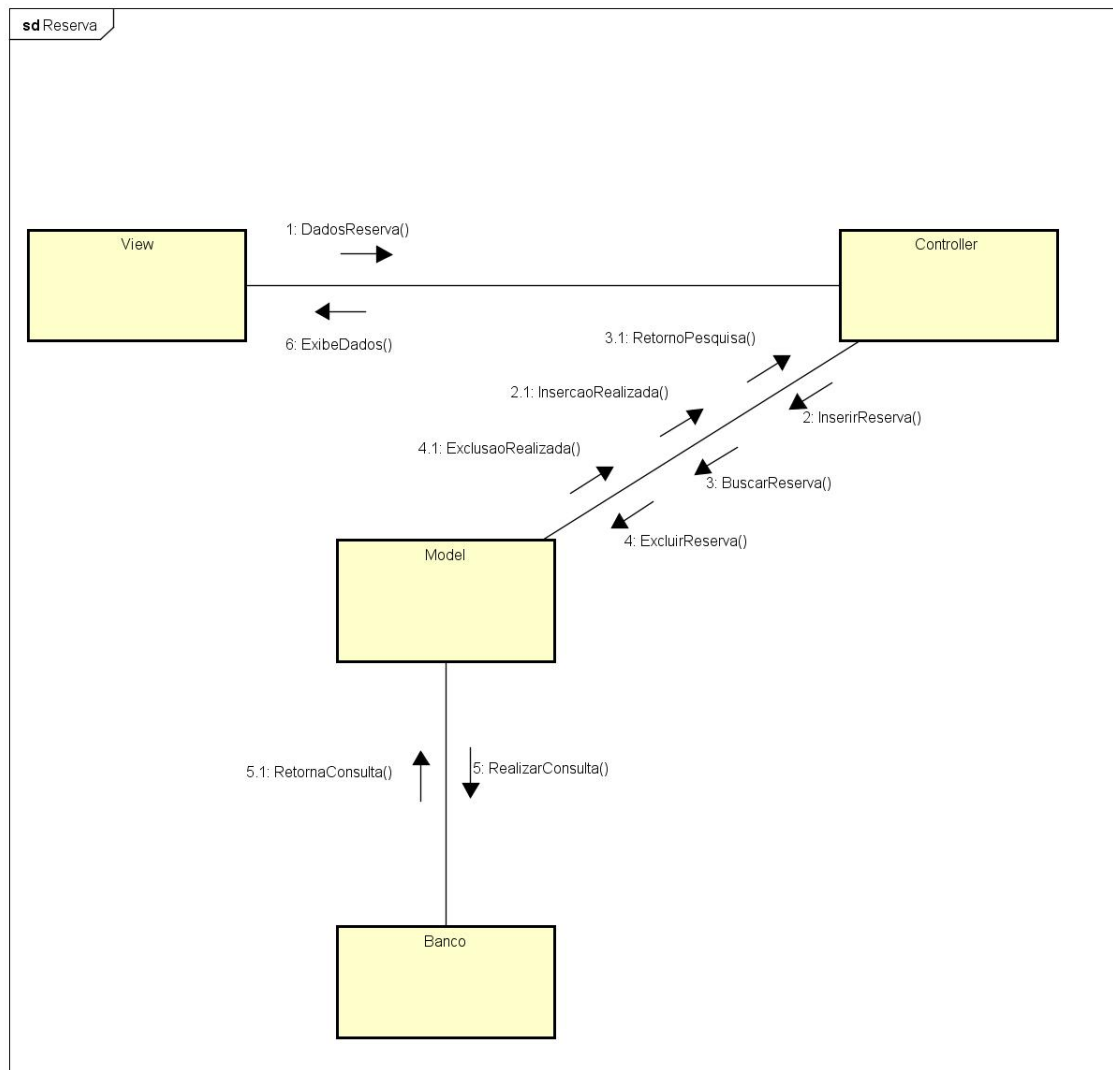 sd Reserva
1: DadosReserva()
View
Controller
6: ExibeDados()
3.1: RetornoPesquisa()
2.1: InsercaoRealizada()
2: InserirReserva()
4.1: ExclusaoRealizada()
3: BuscarReserva()
4: ExcluirReserva()
Model
5.1: RetornaConsulta()
5: RealizarConsulta()
Banco